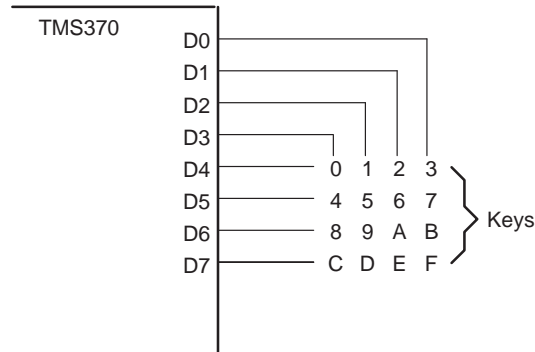 TMS370
D0
D1
D2
D3
D4 0 1 2 3
D5 4 5 6 7
D6 8 9 A B
D7 C D E F
Keys